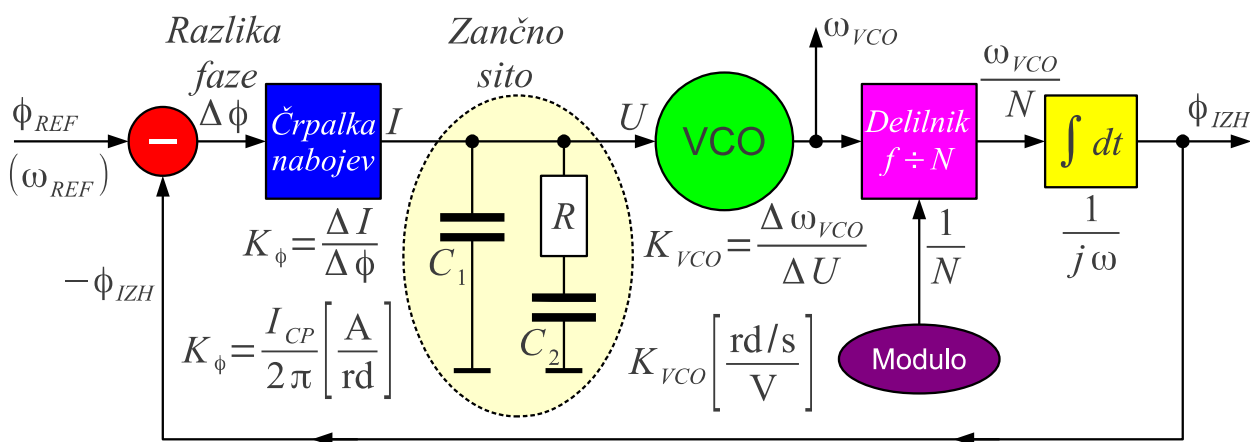 Razlika
faze
Δϕ
ϕ_REF
(ω_REF)
−
Črpalka
nabojev
I
K_ϕ = ΔI/Δϕ
K_ϕ = I_CP/2π [A/rd]
−ϕ_IZH
Zančno
sito
C_1
R
C_2
U
VCO
ω_VCO
K_VCO = Δω_VCO/ΔU
K_VCO [rd/s/V]
Delilnik
f ÷ N
1/N
Modulo
ω_VCO/N
∫ dt
1/jω
ϕ_IZH